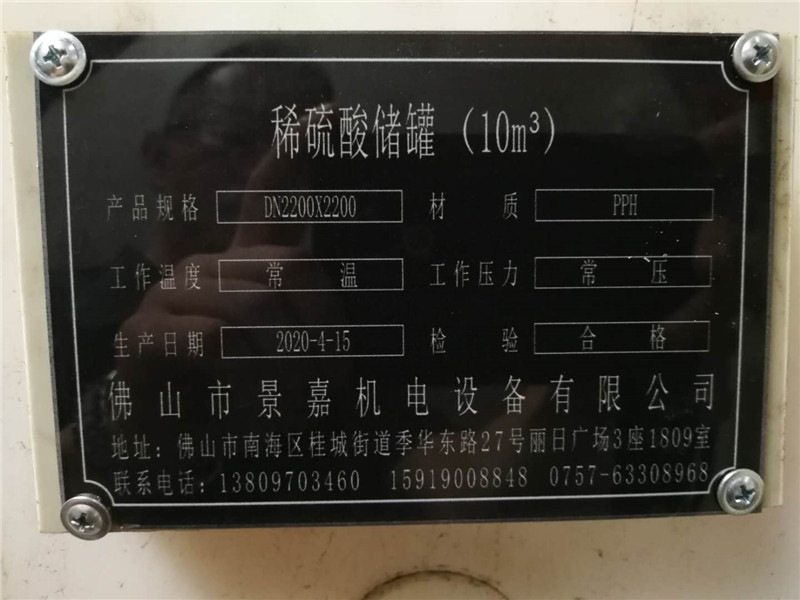 稀硫酸储罐 (10m³)
产品规格 DN2200X2200 材质 PPH
工作温度 常温 工作压力 常压
生产日期 2020-4-15 检验 合格
佛山市景嘉机电设备有限公司
地址: 佛山市南海区桂城街道季华东路27号丽日广场3座1809室
联系电话: 13809703460 15919008848 0757-63308968